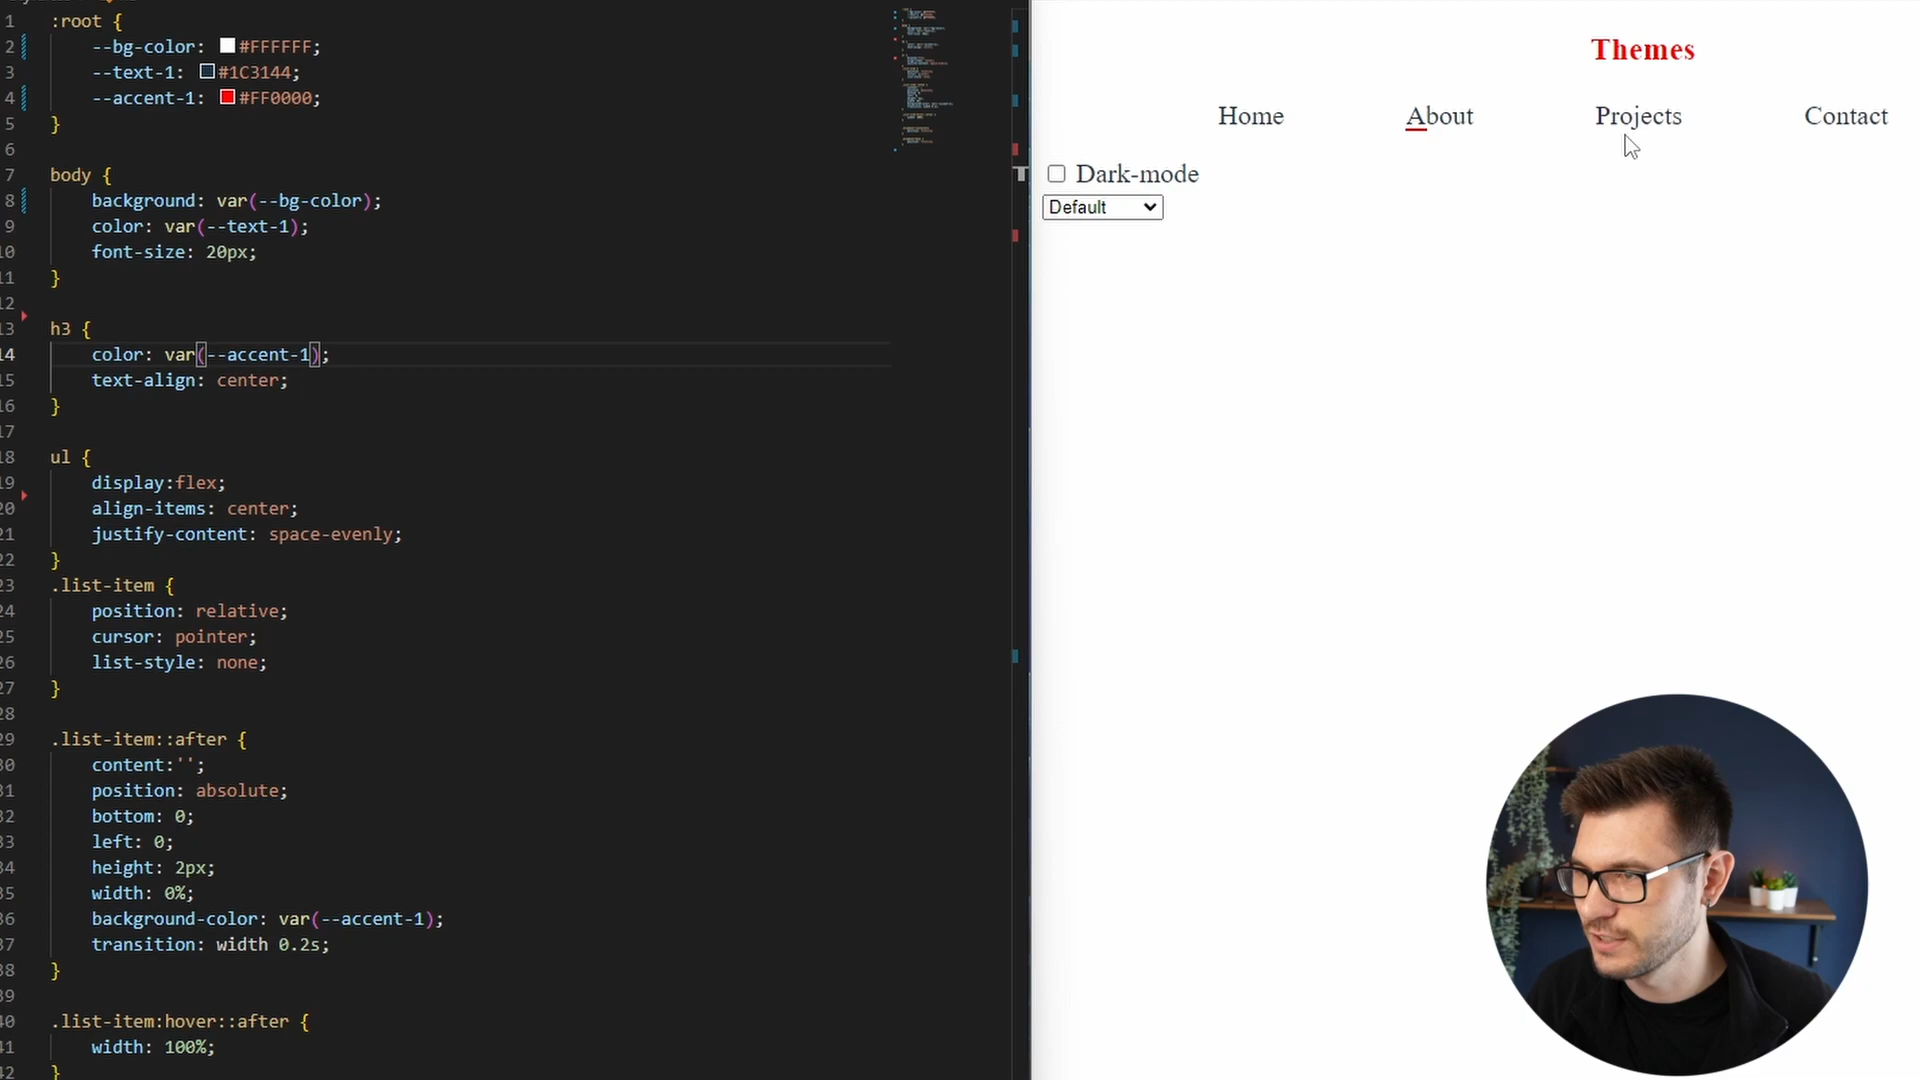 1 :root {
2 --bg-color: #FFFFFF;
3 --text-1: #1C3144;
4 --accent-1: #FF0000;
5 }
6
7 body {
8 background: var(--bg-color);
9 color: var(--text-1);
10 font-size: 20px;
11 }
12
13 h3 {
14 color: var(--accent-1);
15 text-align: center;
16 }
17
18 ul {
19 display:flex;
20 align-items: center;
21 justify-content: space-evenly;
22 }
23 .list-item {
24 position: relative;
25 cursor: pointer;
26 list-style: none;
27 }
28
29 .list-item::after {
30 content:'';
31 position: absolute;
32 bottom: 0;
33 left: 0;
34 height: 2px;
35 width: 0%;
36 background-color: var(--accent-1);
37 transition: width 0.2s;
38 }
39
40 .list-item:hover::after {
41 width: 100%;
42 }
Themes
Home About Projects Contact
Dark-mode
Default